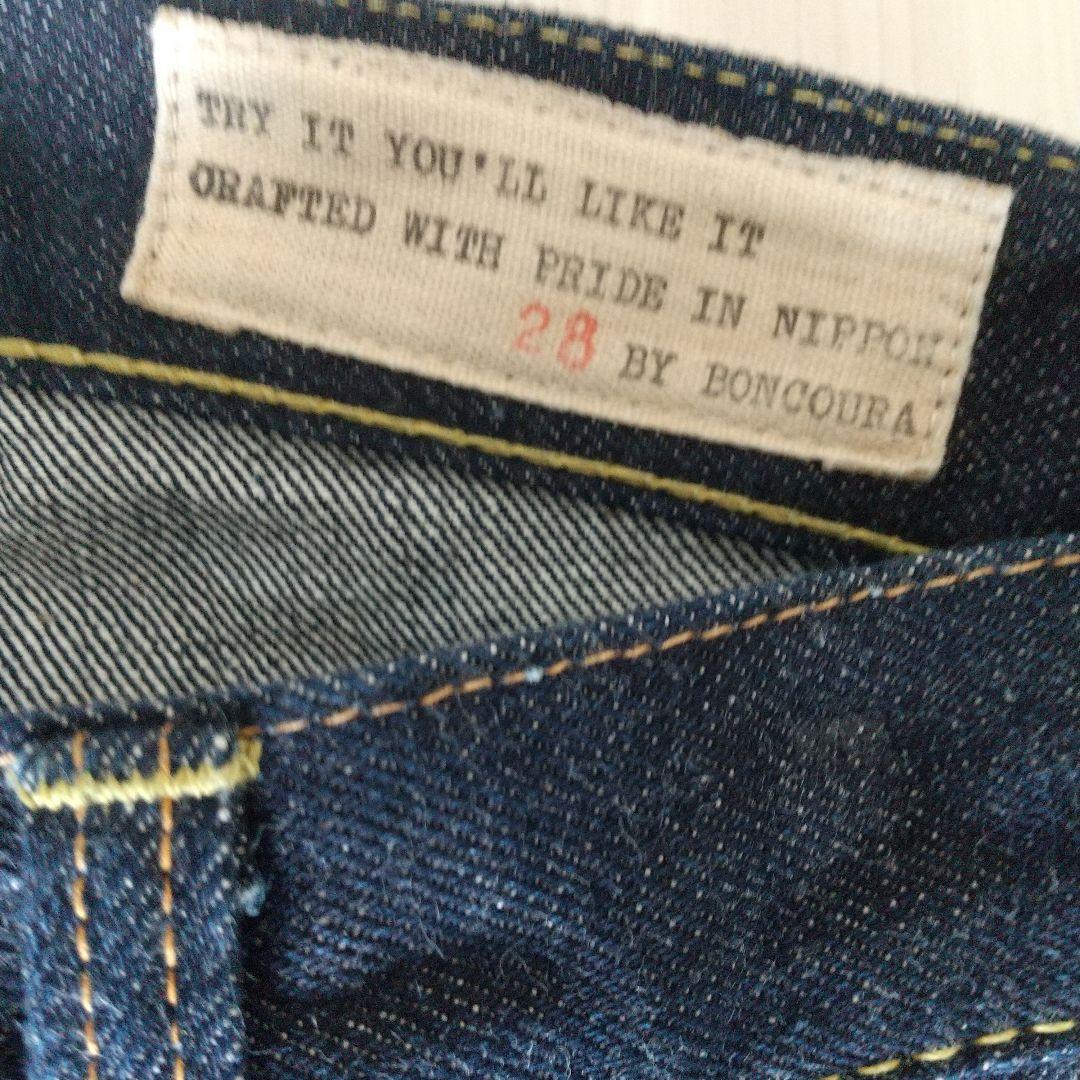 TRY IT YOU'LL LIKE IT
CRAFTED WITH PRIDE IN NIPPON
28 BY BONCOURA